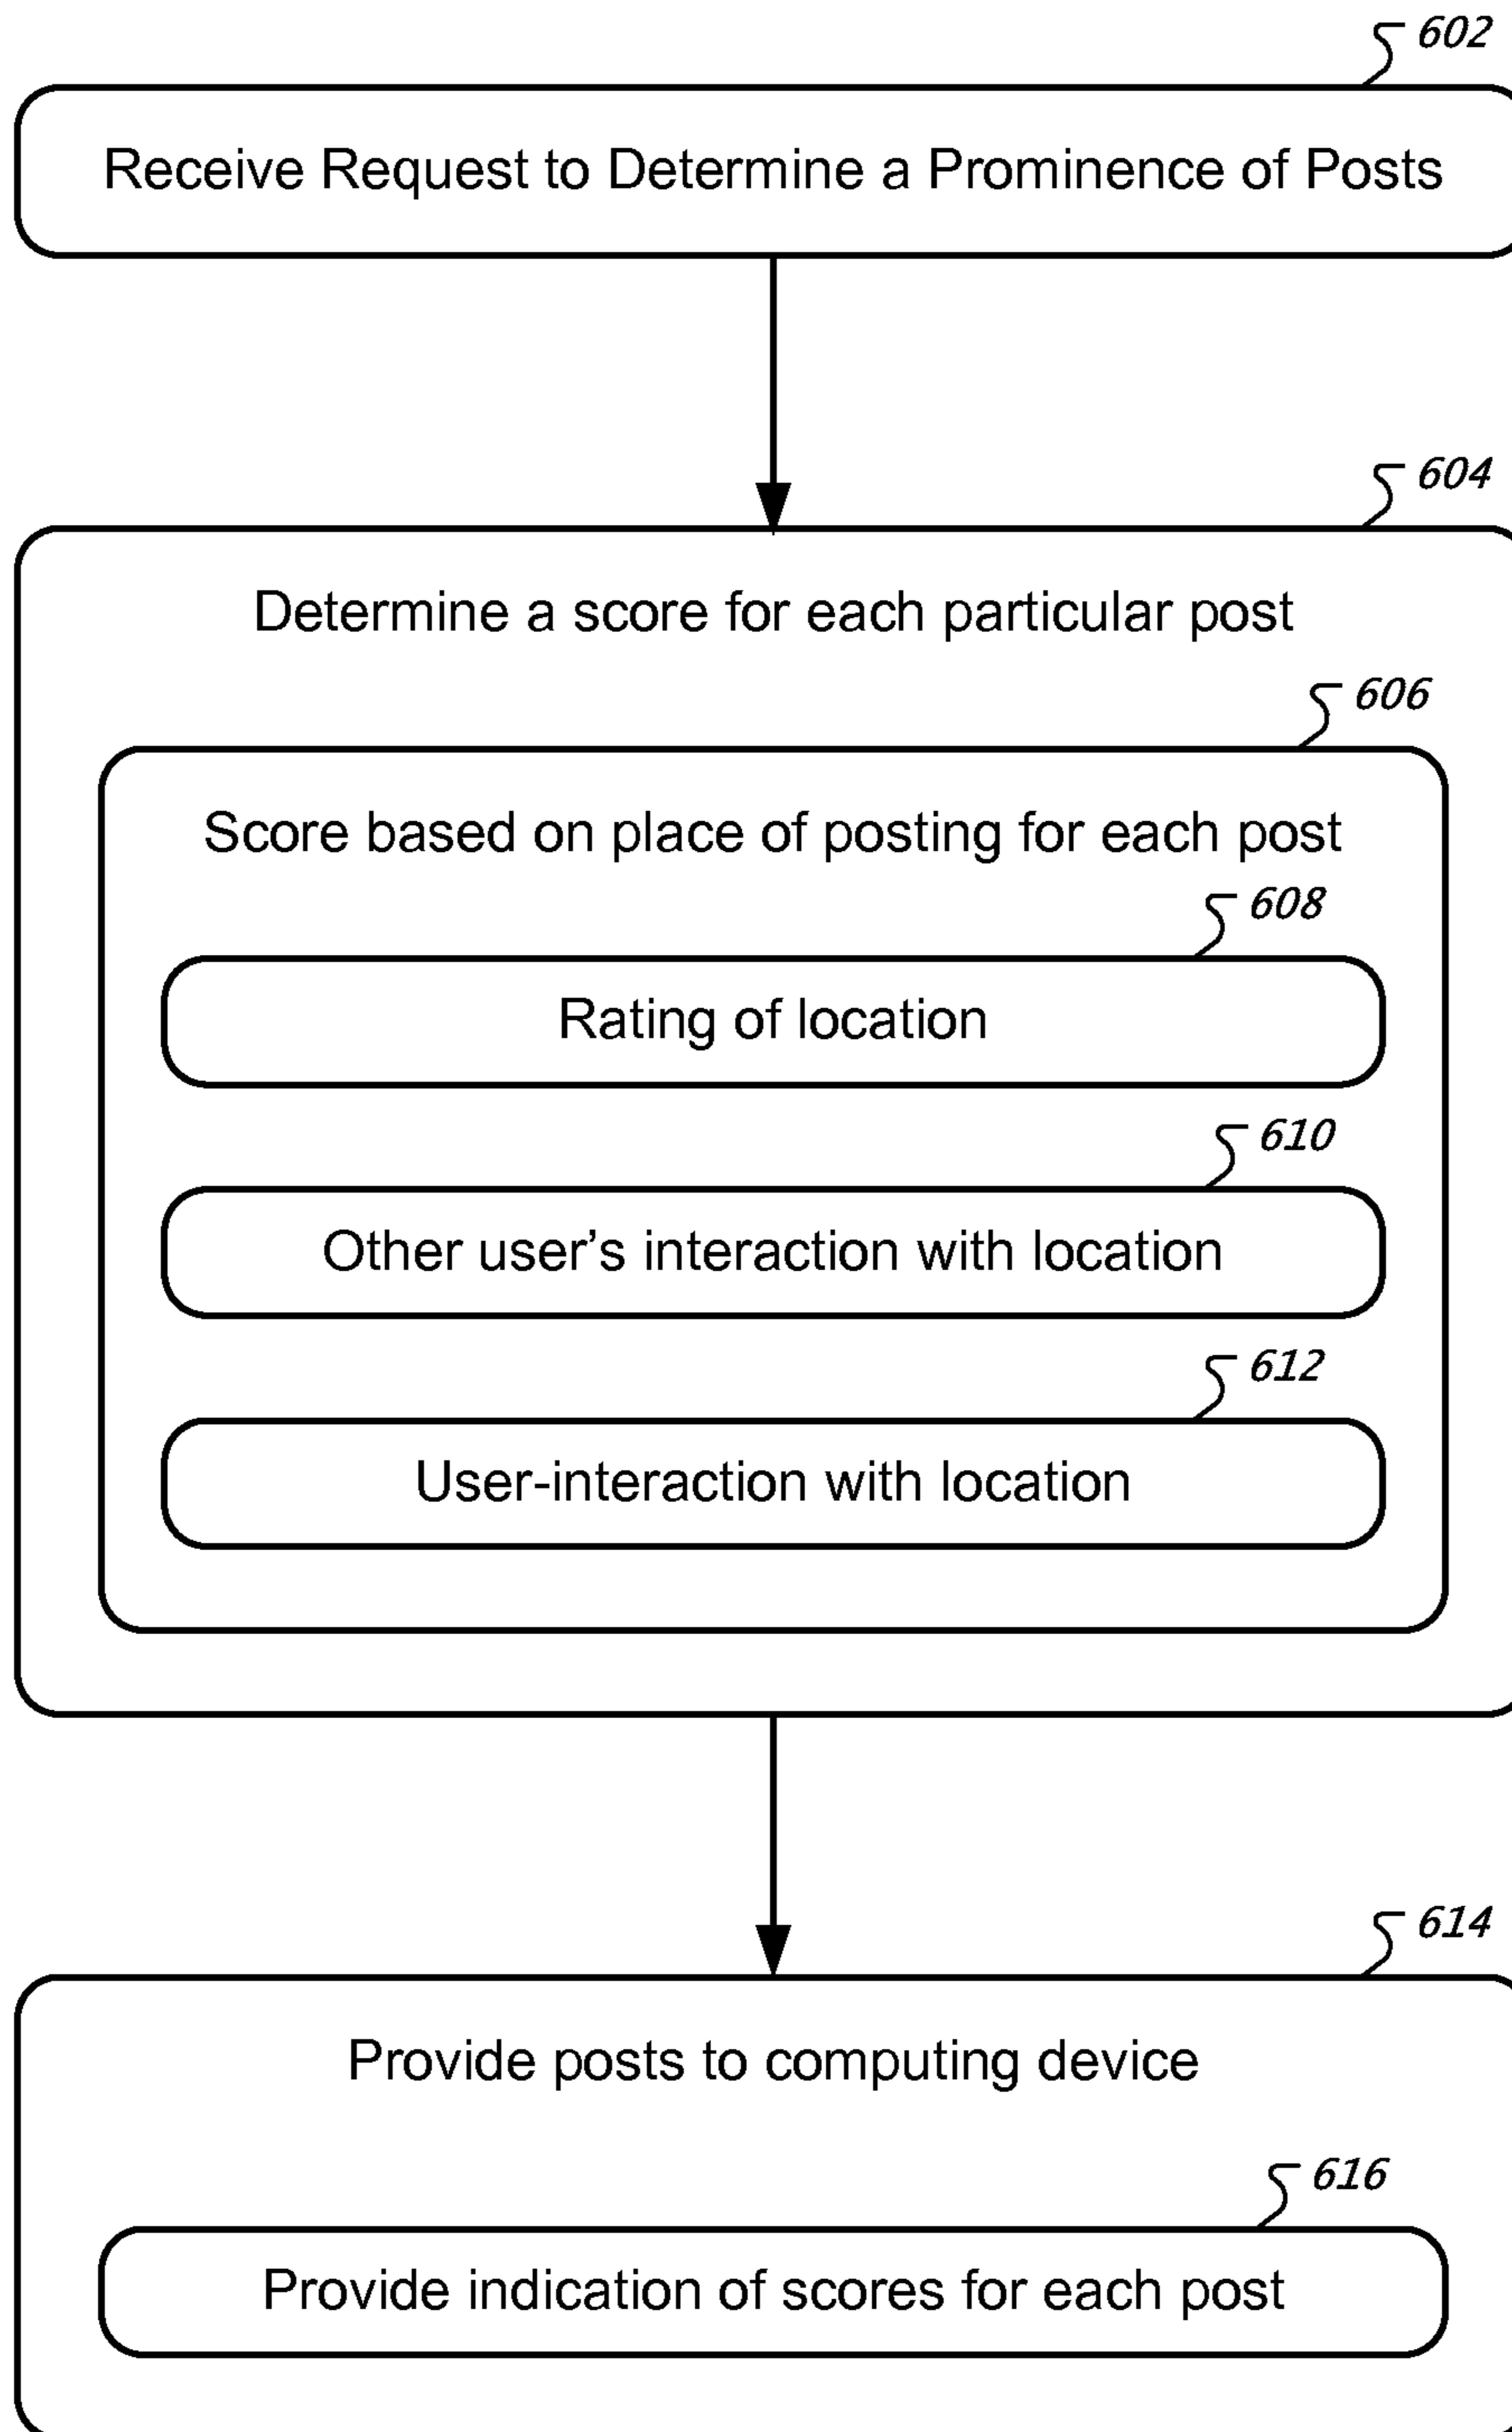 602
Receive Request to Determine a Prominence of Posts
604
Determine a score for each particular post
606
Score based on place of posting for each post
608
Rating of location
610
Other user's interaction with location
612
User-interaction with location
614
Provide posts to computing device
616
Provide indication of scores for each post